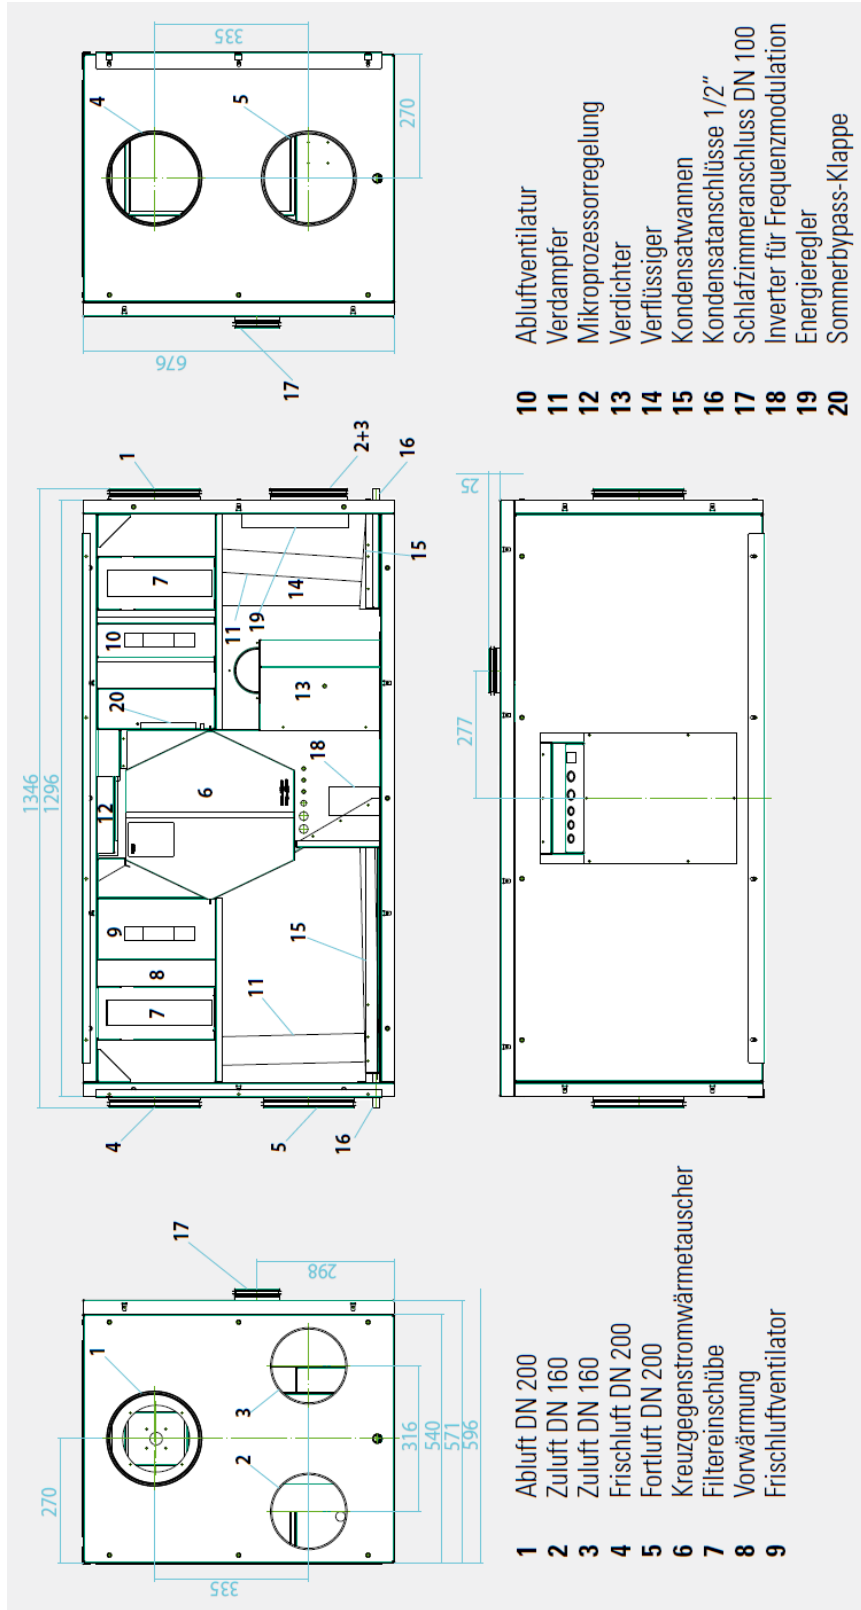 270
335
1
2
3
17
298
316
540
571
596
1346
1296
4
5
16
7
8
9
11
15
12
6
20
18
10
13
7
11
19
14
15
1
2+3
16
277
25
4
5
335
270
676
17
1 Abluft DN 200
2 Zuluft DN 160
3 Zuluft DN 160
4 Frischluft DN 200
5 Fortluft DN 200
6 Kreuzgegenstromwärmetauscher
7 Filtereinschübe
8 Vorwärmung
9 Frischluftventilator
10 Abluftventilatur
11 Verdampfer
12 Mikroprozessorregelung
13 Verdichter
14 Verflüssiger
15 Kondensatwannen
16 Kondensatanschlüsse 1/2“
17 Schlafzimmeranschluss DN 100
18 Inverter für Frequenzmodulation
19 Energieregler
20 Sommerbypass-Klappe